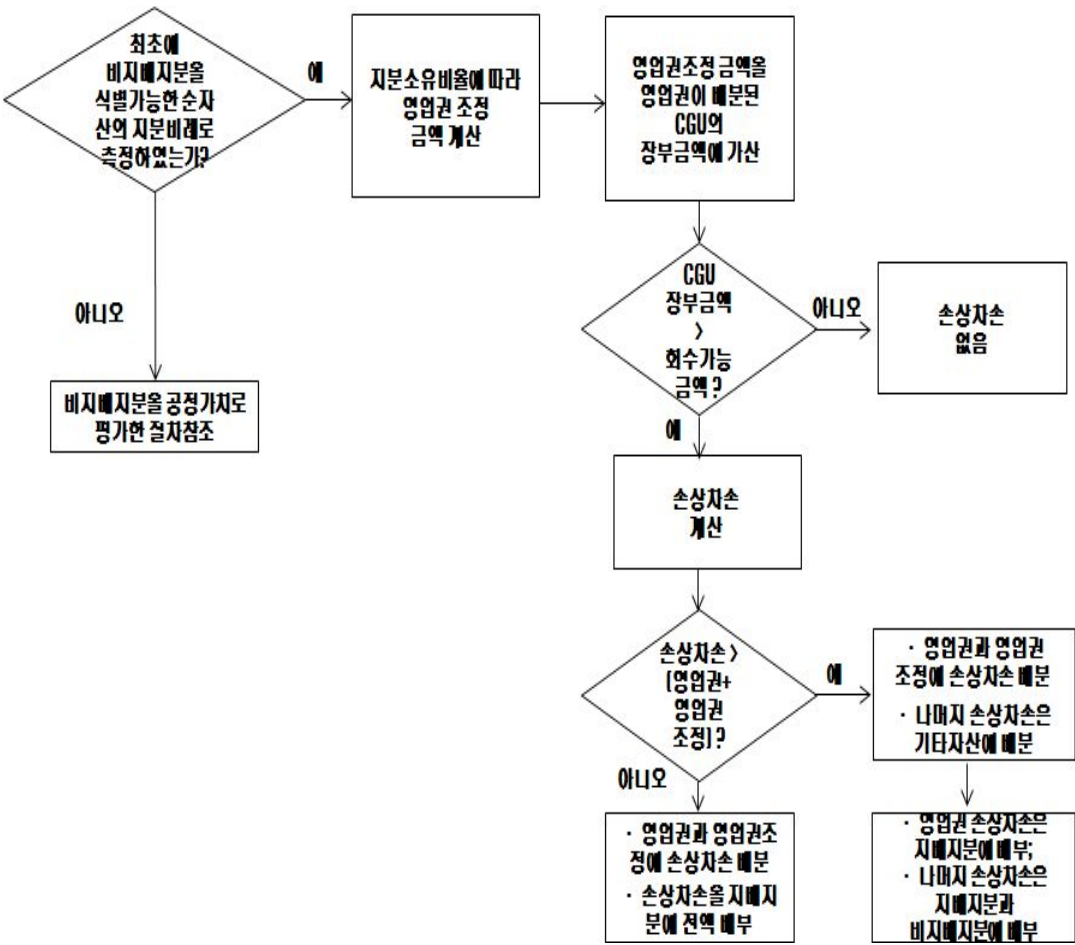 최초에
비지배지분을
식별가능한 순자
산의 지분비례로
측정하였는가?
예
지분소유비율에 따라
영업권 조정
금액 계산
영업권조정 금액을
영업권이 배분된
CGU의
장부금액에 가산
아니오
비지배지분을 공정가치로
평가한 절차참조
CGU
장부금액
>
회수가능
금액?
아니오
손상차손
없음
예
손상차손
계산
손상차손 >
(영업권+
영업권
조정)?
예
· 영업권과 영업권
조정에 손상차손 배분
· 나머지 손상차손은
기타자산에 배분
아니오
· 영업권과 영업권조
정에 손상차손 배분
· 손상차손을 지배지
분에 전액 배부
· 영업권 손상차손은
지배지분에 배부;
· 나머지 손상차손은
지배지분과
비지배지분에 배부